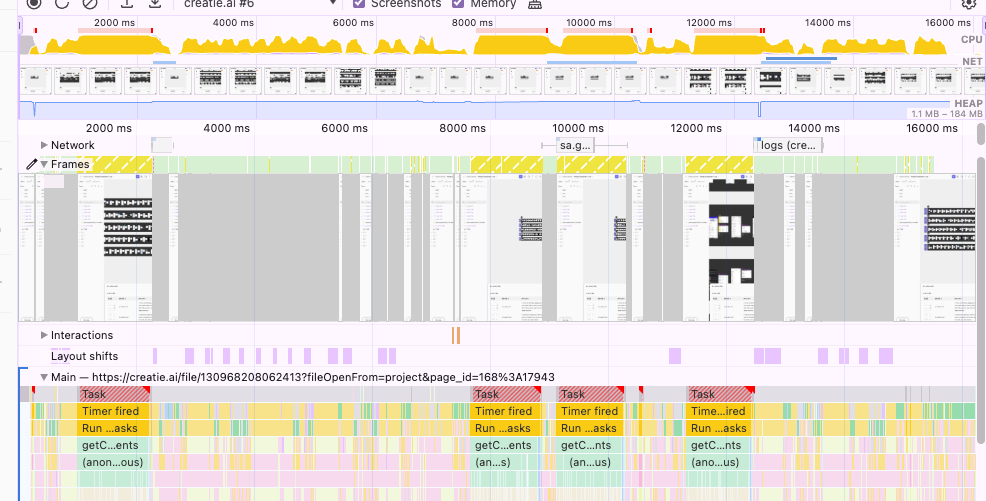 creatie.ai #6 Screenshots Memory
2000 ms 4000 ms 6000 ms 8000 ms 10000 ms 12000 ms 14000 ms 16000 ms
CPU
NET
HEAP
1.1 MB – 184 MB
2000 ms 4000 ms 6000 ms 8000 ms 10000 ms 12000 ms 14000 ms 16000 ms
Network sa.g... logs (cre...
Frames
Interactions
Layout shifts
Main — https://creatie.ai/file/130968208062413?fileOpenFrom=project&page_id=168%3A17943
Task Task Task Task
Timer fired Timer fired Timer fired Time...ired
Run ...asks Run ...asks Run ...asks Run ...asks
getC...ents getC...nts getC...ents getC...nts
(anon...ous) (an...s) (an...us) (ano...us)